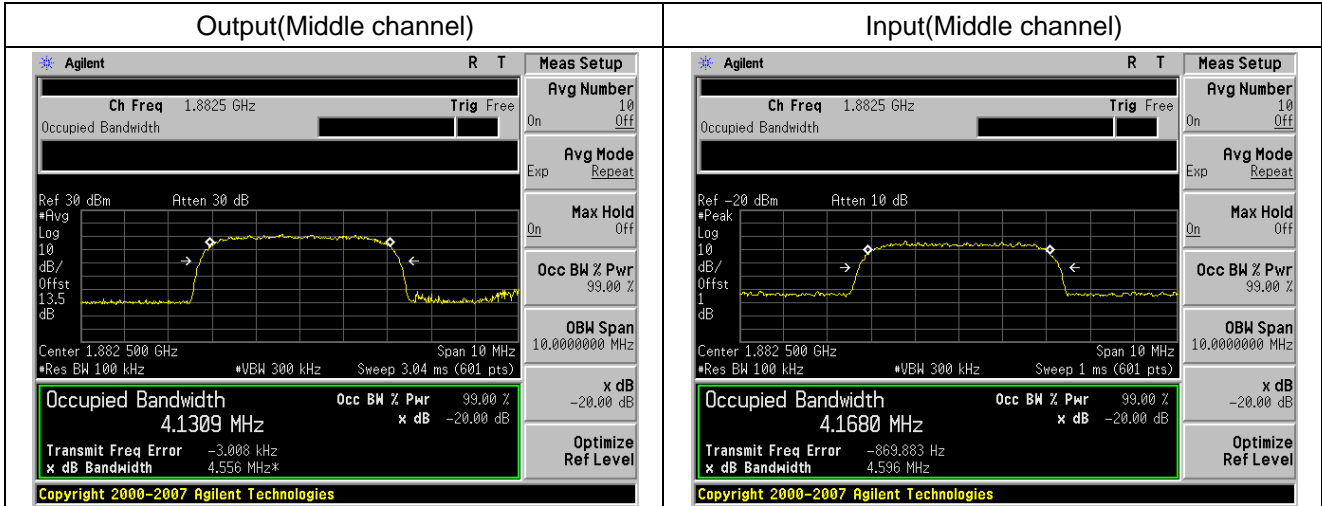 Output(Middle channel)
Agilent R T
Ch Freq 1.8825 GHz Trig Free
Occupied Bandwidth
Ref 30 dBm Atten 30 dB
#Avg
Log
10
dB/
Offst
13.5
dB
Center 1.882 500 GHz Span 10 MHz
#Res BW 100 kHz #VBW 300 kHz Sweep 3.04 ms (601 pts)
Occupied Bandwidth Occ BW % Pwr 99.00 %
4.1309 MHz x dB -20.00 dB
Transmit Freq Error -3.008 kHz
x dB Bandwidth 4.556 MHz*
Copyright 2000-2007 Agilent Technologies
Meas Setup
Avg Number
10
On Off
Avg Mode
Exp Repeat
Max Hold
On Off
Occ BW % Pwr
99.00 %
OBW Span
10.0000000 MHz
x dB
-20.00 dB
Optimize
Ref Level
Input(Middle channel)
Agilent R T
Ch Freq 1.8825 GHz Trig Free
Occupied Bandwidth
Ref -20 dBm Atten 10 dB
#Peak
Log
10
dB/
Offst
1
dB
Center 1.882 500 GHz Span 10 MHz
#Res BW 100 kHz #VBW 300 kHz Sweep 1 ms (601 pts)
Occupied Bandwidth Occ BW % Pwr 99.00 %
4.1680 MHz x dB -20.00 dB
Transmit Freq Error -869.883 Hz
x dB Bandwidth 4.596 MHz
Copyright 2000-2007 Agilent Technologies
Meas Setup
Avg Number
10
On Off
Avg Mode
Exp Repeat
Max Hold
On Off
Occ BW % Pwr
99.00 %
OBW Span
10.0000000 MHz
x dB
-20.00 dB
Optimize
Ref Level